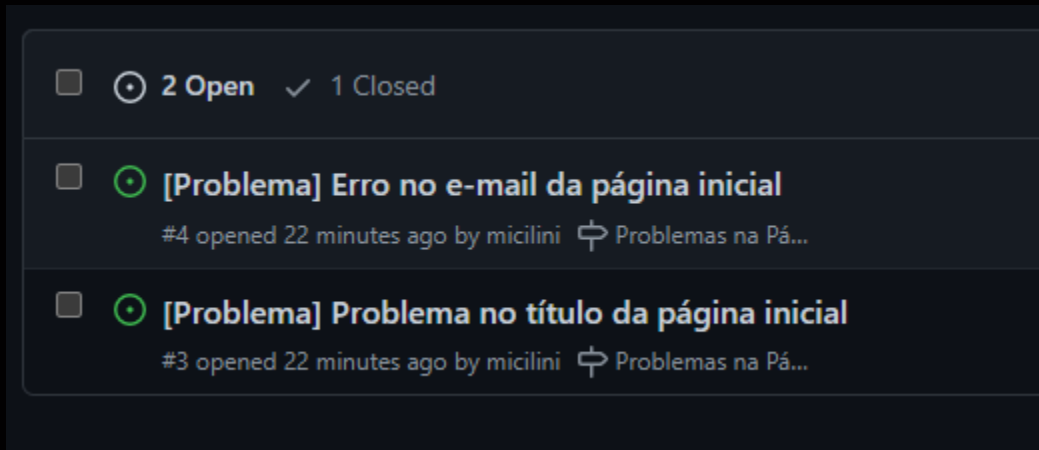 2 Open 1 Closed
[Problema] Erro no e-mail da página inicial
#4 opened 22 minutes ago by micilini Problemas na Pá...
[Problema] Problema no título da página inicial
#3 opened 22 minutes ago by micilini Problemas na Pá...